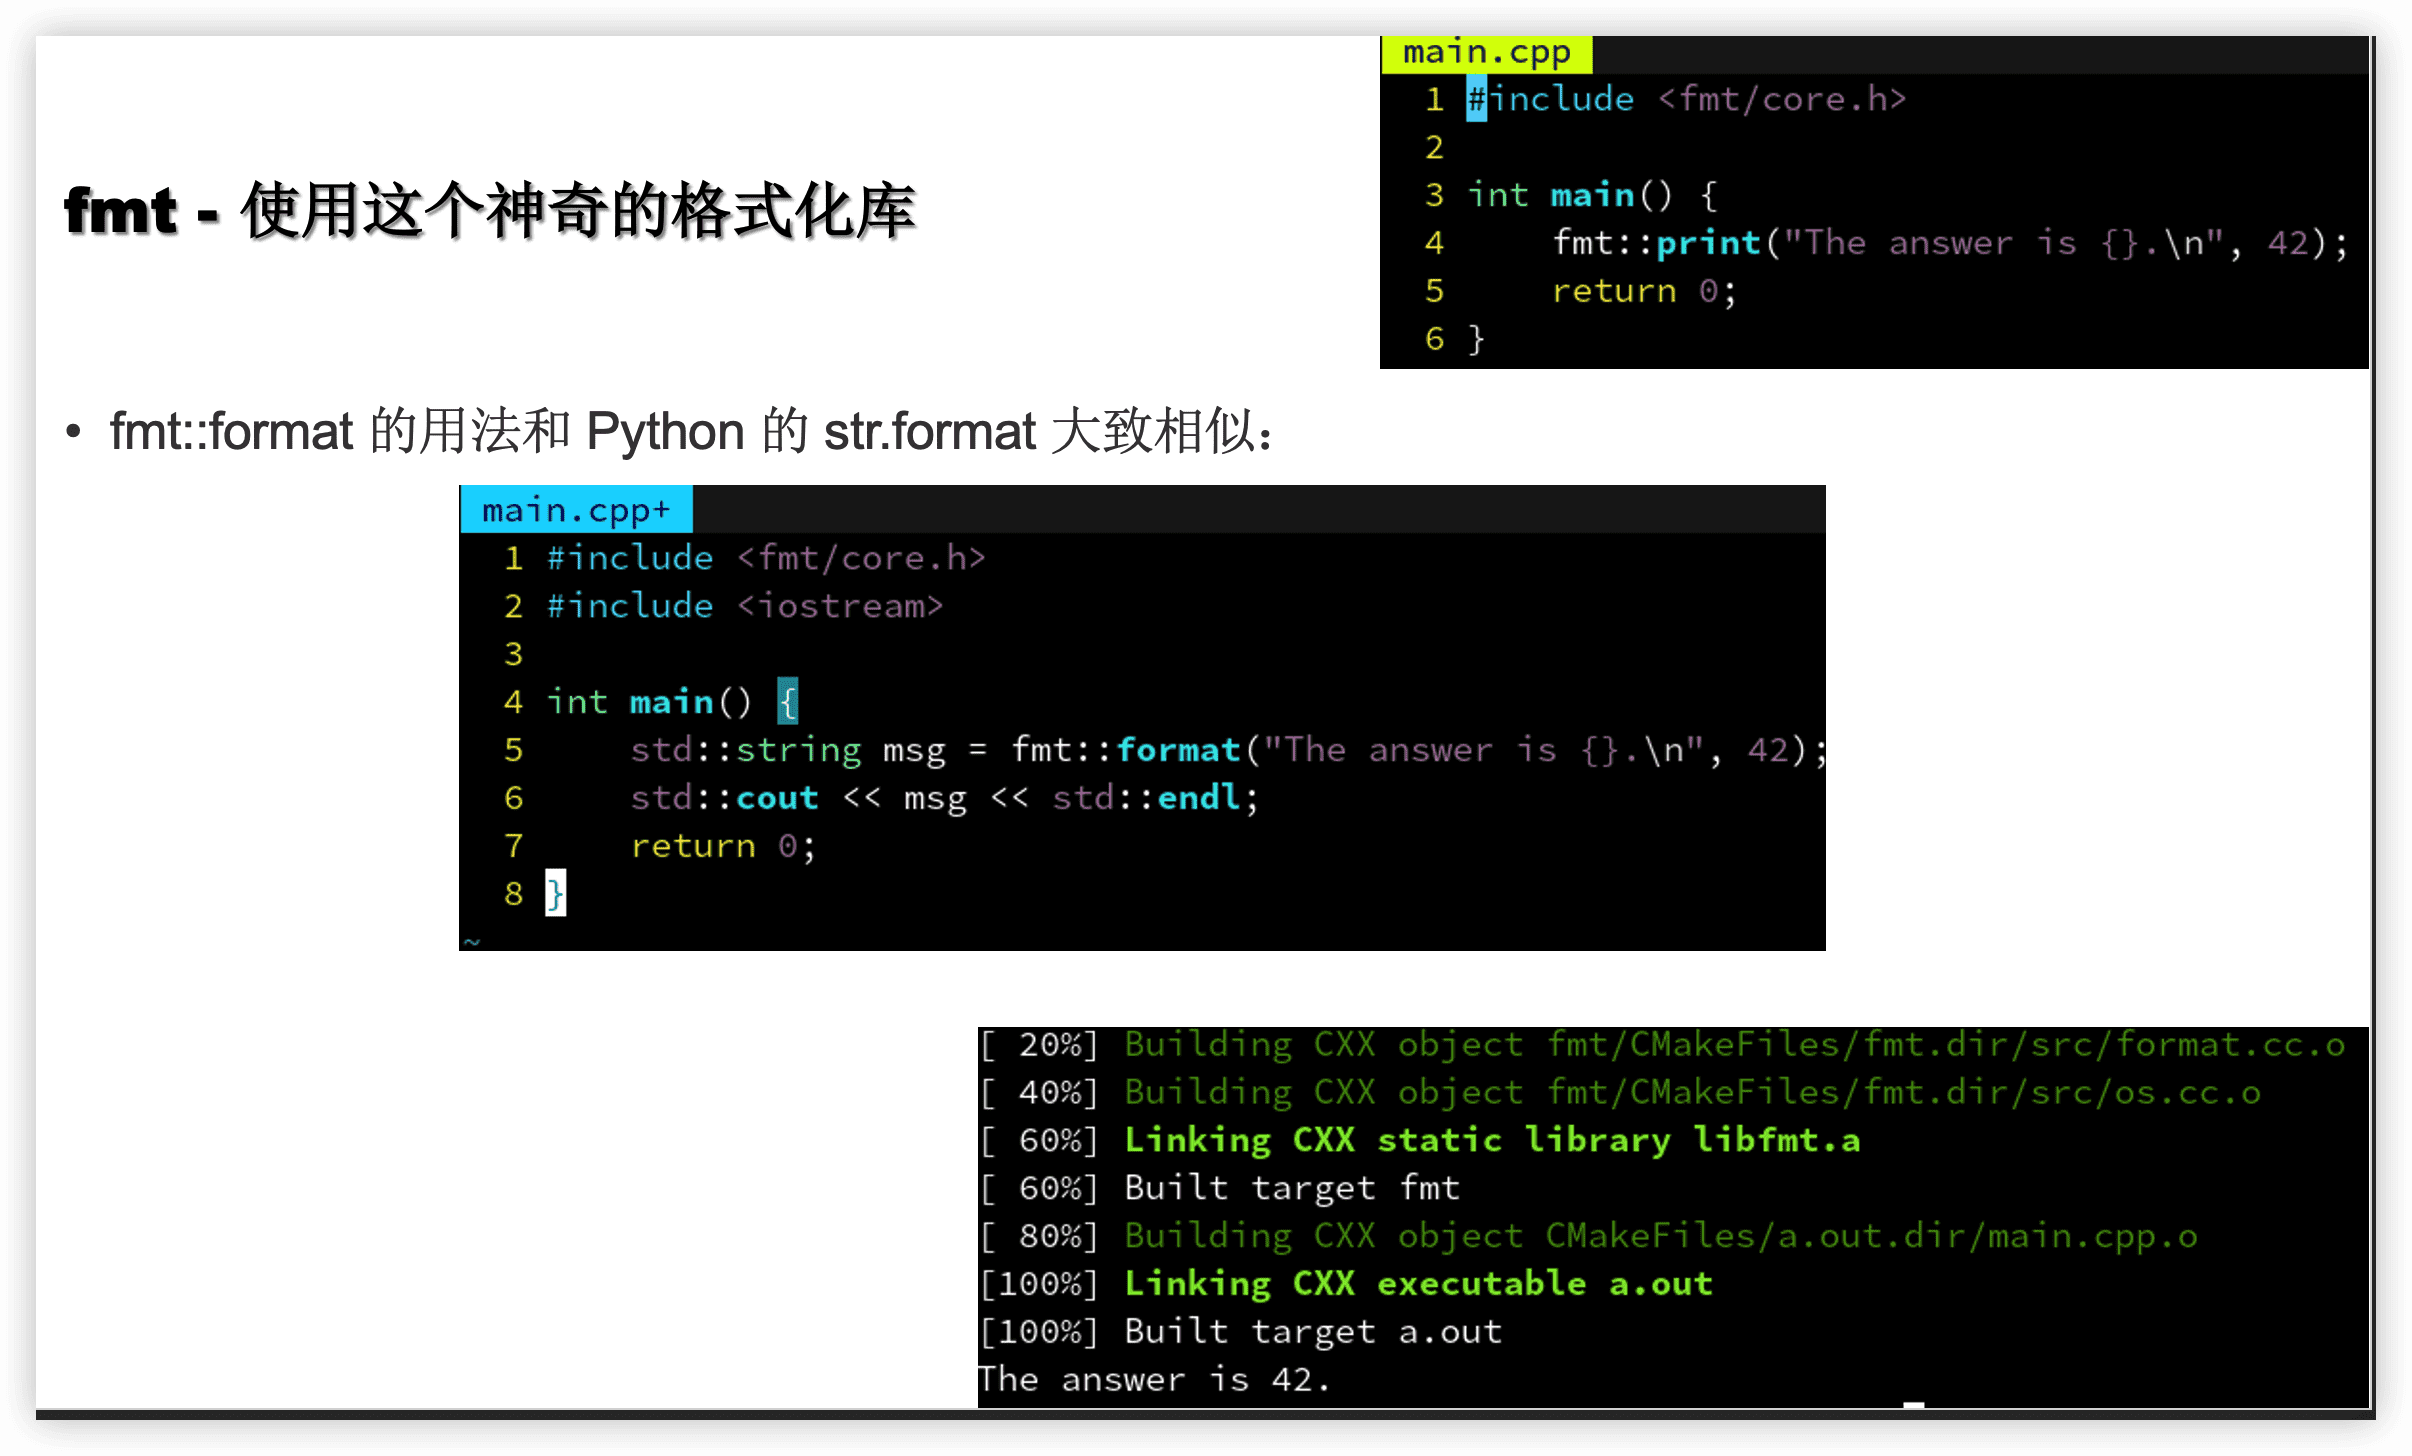 fmt - 使用这个神奇的格式化库
main.cpp
1 #include <fmt/core.h>
2
3 int main() {
4     fmt::print("The answer is {}.\n", 42);
5     return 0;
6 }
• fmt::format 的用法和 Python 的 str.format 大致相似：
main.cpp+
1 #include <fmt/core.h>
2 #include <iostream>
3
4 int main() {
5     std::string msg = fmt::format("The answer is {}.\n", 42);
6     std::cout << msg << std::endl;
7     return 0;
8 }
~
[ 20%] Building CXX object fmt/CMakeFiles/fmt.dir/src/format.cc.o
[ 40%] Building CXX object fmt/CMakeFiles/fmt.dir/src/os.cc.o
[ 60%] Linking CXX static library libfmt.a
[ 60%] Built target fmt
[ 80%] Building CXX object CMakeFiles/a.out.dir/main.cpp.o
[100%] Linking CXX executable a.out
[100%] Built target a.out
The answer is 42.